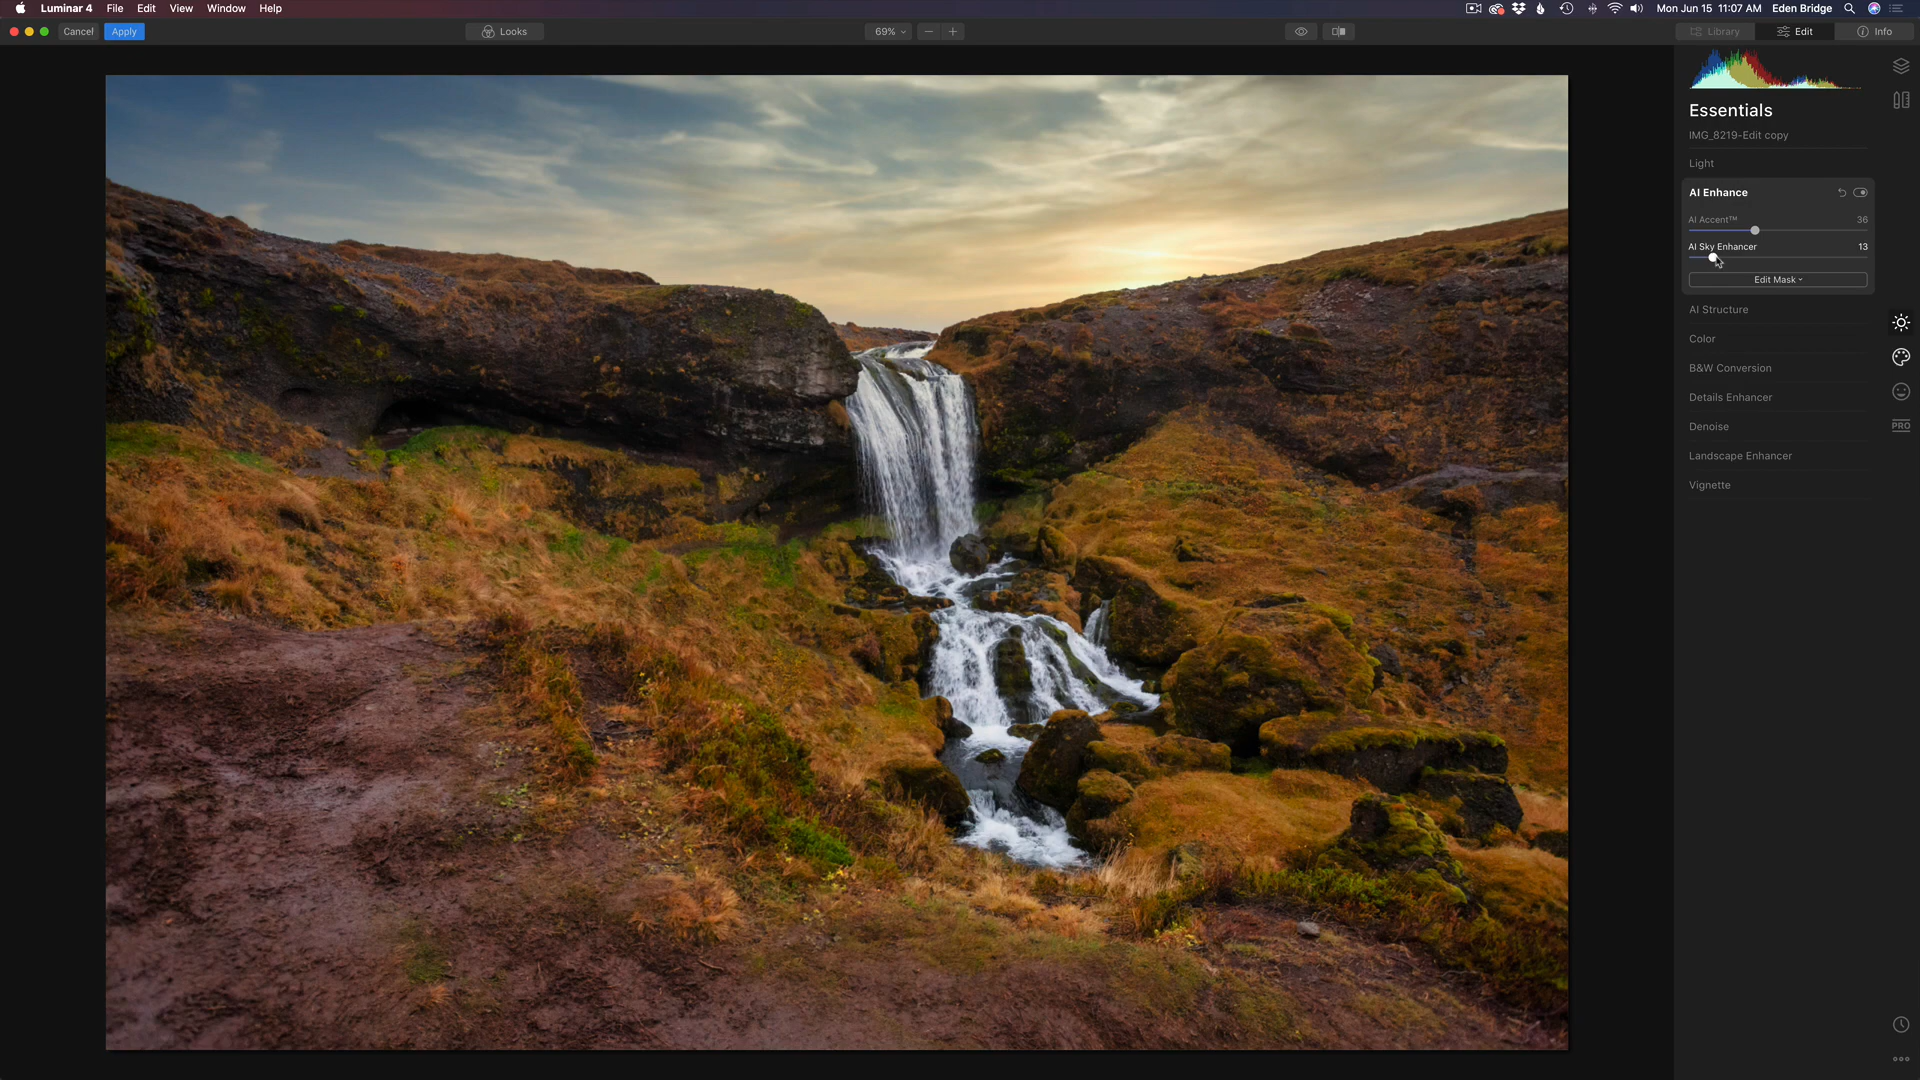 Luminar 4 File Edit View Window Help Mon Jun 15 11:07 AM Eden Bridge
Cancel Apply Looks 69% Library Edit Info
Essentials
IMG_8219-Edit copy
Light
AI Enhance
AI Accent™ 36
AI Sky Enhancer 13
Edit Mask
AI Structure
Color
B&W Conversion
Details Enhancer
PRO
Denoise
Landscape Enhancer
Vignette